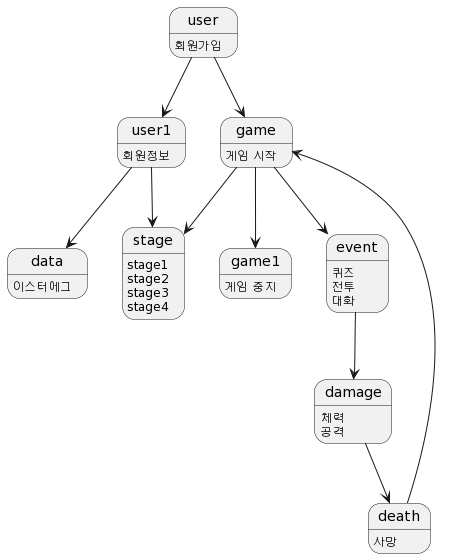 user
회원가입
user1
회원정보
game
게임 시작
data
이스터에그
stage
stage1
stage2
stage3
stage4
game1
게임 중지
event
퀴즈
전투
대화
damage
체력
공격
death
사망